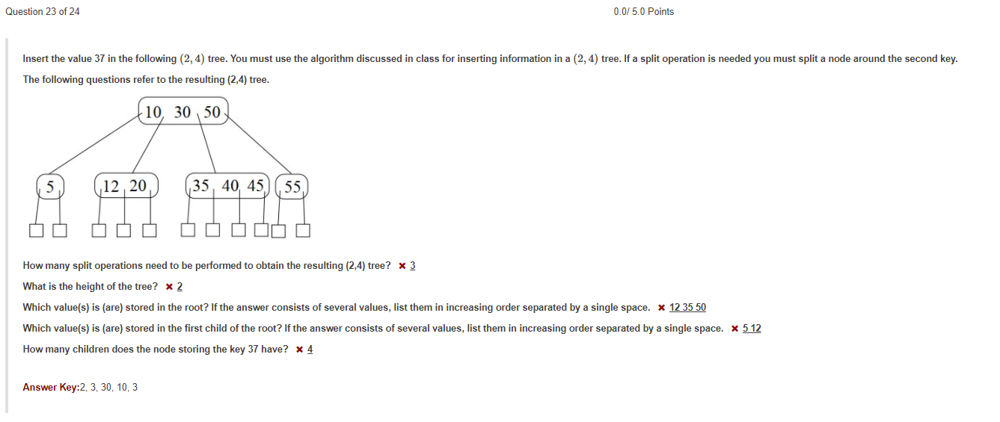 Question 23 of 24
0.0/ 5.0 Points
Insert the value 37 in the following (2, 4) tree. You must use the algorithm discussed in class for inserting information in a (2, 4) tree. If a split operation is needed you must split a node around the second key.
The following questions refer to the resulting (2,4) tree.
10 30 50
5 12 20 35 40 45 55
How many split operations need to be performed to obtain the resulting (2,4) tree? ✖ 3
What is the height of the tree? ✖ 2
Which value(s) is (are) stored in the root? If the answer consists of several values, list them in increasing order separated by a single space. ✖ 12 35 50
Which value(s) is (are) stored in the first child of the root? If the answer consists of several values, list them in increasing order separated by a single space. ✖ 5 12
How many children does the node storing the key 37 have? ✖ 4
Answer Key:2, 3, 30, 10, 3